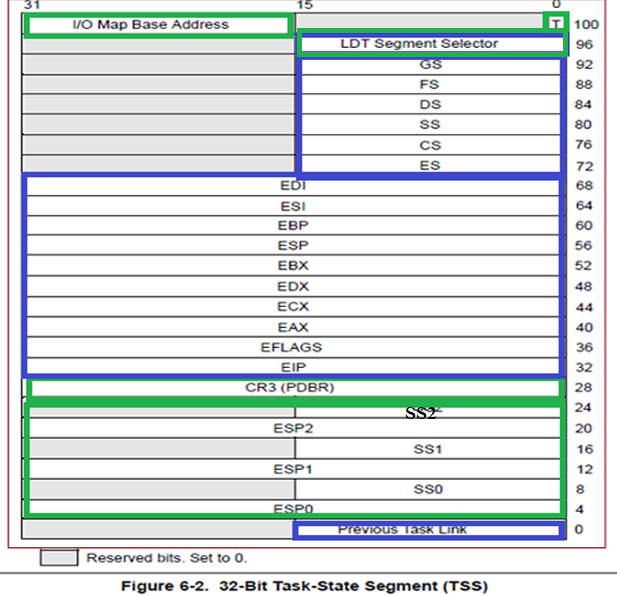 31 15 0
I/O Map Base Address T 100
LDT Segment Selector 96
GS 92
FS 88
DS 84
SS 80
CS 76
ES 72
EDI 68
ESI 64
EBP 60
ESP 56
EBX 52
EDX 48
ECX 44
EAX 40
EFLAGS 36
EIP 32
CR3 (PDBR) 28
SS2 24
ESP2 20
SS1 16
ESP1 12
SS0 8
ESP0 4
Previous Task Link 0
Reserved bits. Set to 0.
Figure 6-2. 32-Bit Task-State Segment (TSS)